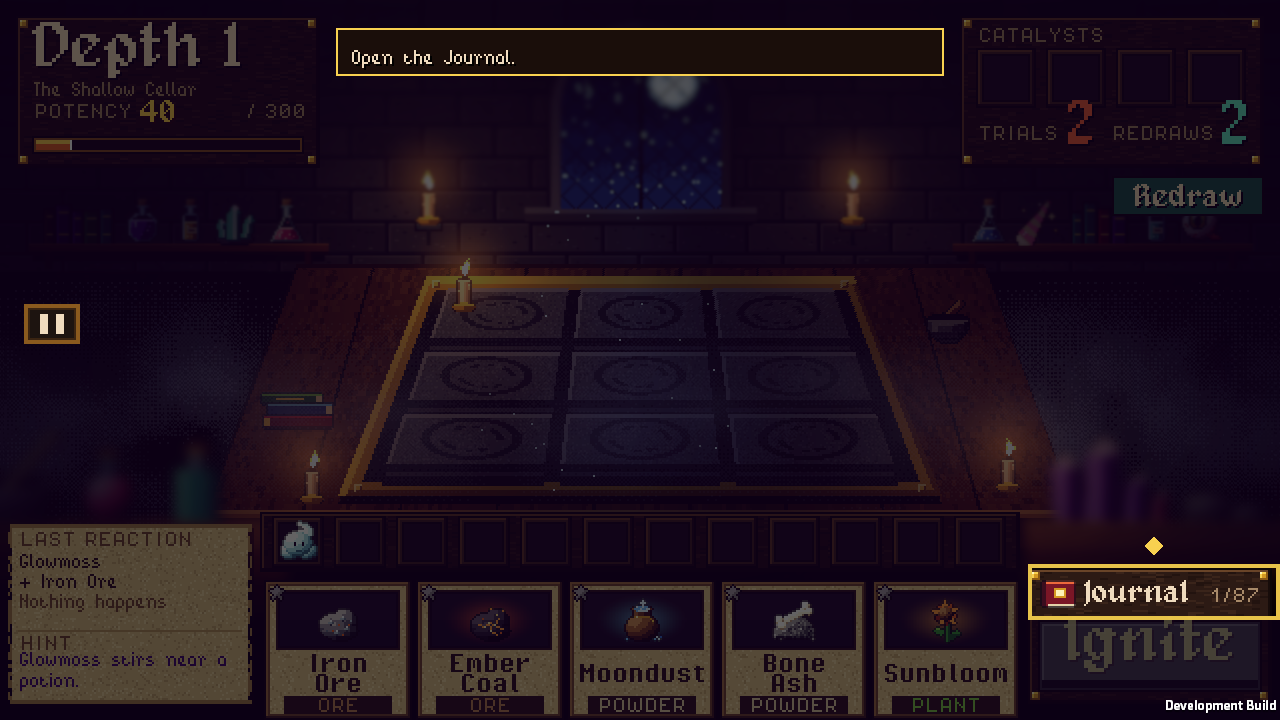 Depth 1
The Shallow Cellar
POTENCY 40 / 300
Open the Journal.
CATALYSTS
TRIALS 2 REDRAWS 2
Redraw
LAST REACTION
Glowmoss
+ Iron Ore
Nothing happens
HINT
Glowmoss stirs near a
potion.
Iron
Ore
ORE
Ember
Coal
ORE
Moondust
POWDER
Bone
Ash
POWDER
Sunbloom
PLANT
Journal 1/87
Ignite
Development Build